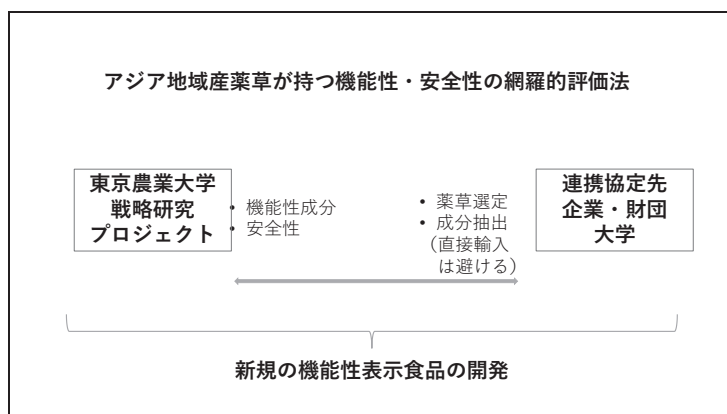 アジア地域産薬草が持つ機能性・安全性の網羅的評価法
東京農業大学
戦略研究
プロジェクト
• 機能性成分
• 安全性
• 薬草選定
• 成分抽出
(直接輸入
は避ける)
連携協定先
企業・財団
大学
新規の機能性表示食品の開発